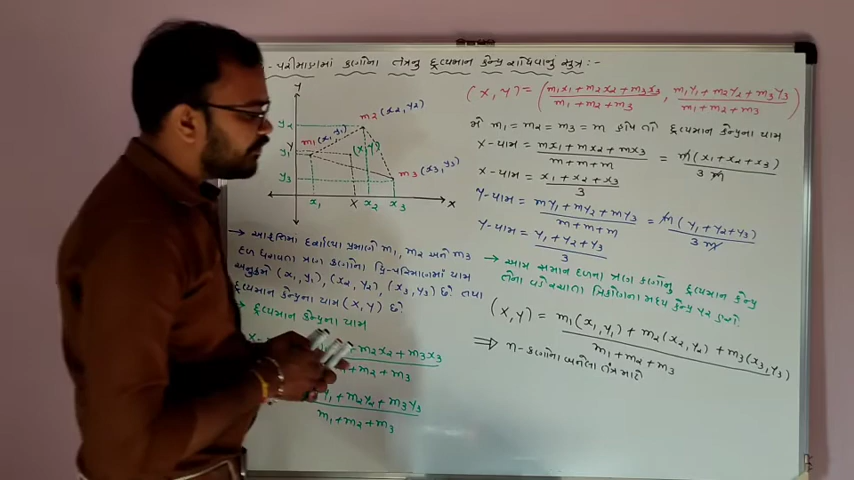 - પરીમાણમાં કણોના તંત્રનુ દ્રવ્યમાન કેન્દ્ર શોધવાનું સુત્ર :-
Y
y2
m2 (x2, y2)
m1 (x1, y1)
Y
(X, Y)
y1
m3 (x3, y3)
y3
x1 X x2 x3 X
→ આકૃતિમાં દર્શાવ્યા પ્રમાણે m1, m2 અને m3
દળ ધરાવતા ત્રણ કણોના દ્રિ-પરિમાણમાં યામ
અનુક્રમે (x1, y1), (x2, y2), (x3, y3) છે. તથા
દ્રવ્યમાન કેન્દ્રના યામ (X, Y) છે.
દ્રવ્યમાન કેન્દ્રના યામ
+ m2x2 + m3x3
+ m2 + m3
y1 + m2y2 + m3y3
m1 + m2 + m3
(X, Y) = (m1x1 + m2x2 + m3x3 / m1 + m2 + m3 , m1y1 + m2y2 + m3y3 / m1 + m2 + m3)
જો m1 = m2 = m3 = m હોય તો દ્રવ્યમાન કેન્દ્રના યામ
X-યામ = mx1 + mx2 + mx3 / m + m + m = m(x1 + x2 + x3) / 3m
X-યામ = x1 + x2 + x3 / 3
Y-યામ = my1 + my2 + my3 / m + m + m = m(y1 + y2 + y3) / 3m
Y-યામ = y1 + y2 + y3 / 3
→ આમ સમાન દળના ત્રણ કણોનું દ્રવ્યમાન કેન્દ્ર
તેના વડે રચાતા ત્રિકોણના મધ્ય કેન્દ્ર પર હશે.
(X, Y) = m1(x1, y1) + m2(x2, y2) + m3(x3, y3) / m1 + m2 + m3
⇒ n-કણોના બનેલા તંત્ર માટે